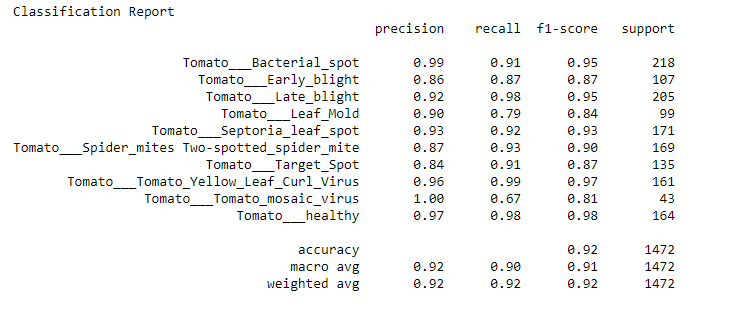 Classification Report
precision recall f1-score support
Tomato___Bacterial_spot 0.99 0.91 0.95 218
Tomato___Early_blight 0.86 0.87 0.87 107
Tomato___Late_blight 0.92 0.98 0.95 205
Tomato___Leaf_Mold 0.90 0.79 0.84 99
Tomato___Septoria_leaf_spot 0.93 0.92 0.93 171
Tomato___Spider_mites Two-spotted_spider_mite 0.87 0.93 0.90 169
Tomato___Target_Spot 0.84 0.91 0.87 135
Tomato___Tomato_Yellow_Leaf_Curl_Virus 0.96 0.99 0.97 161
Tomato___Tomato_mosaic_virus 1.00 0.67 0.81 43
Tomato___healthy 0.97 0.98 0.98 164
accuracy 0.92 1472
macro avg 0.92 0.90 0.91 1472
weighted avg 0.92 0.92 0.92 1472